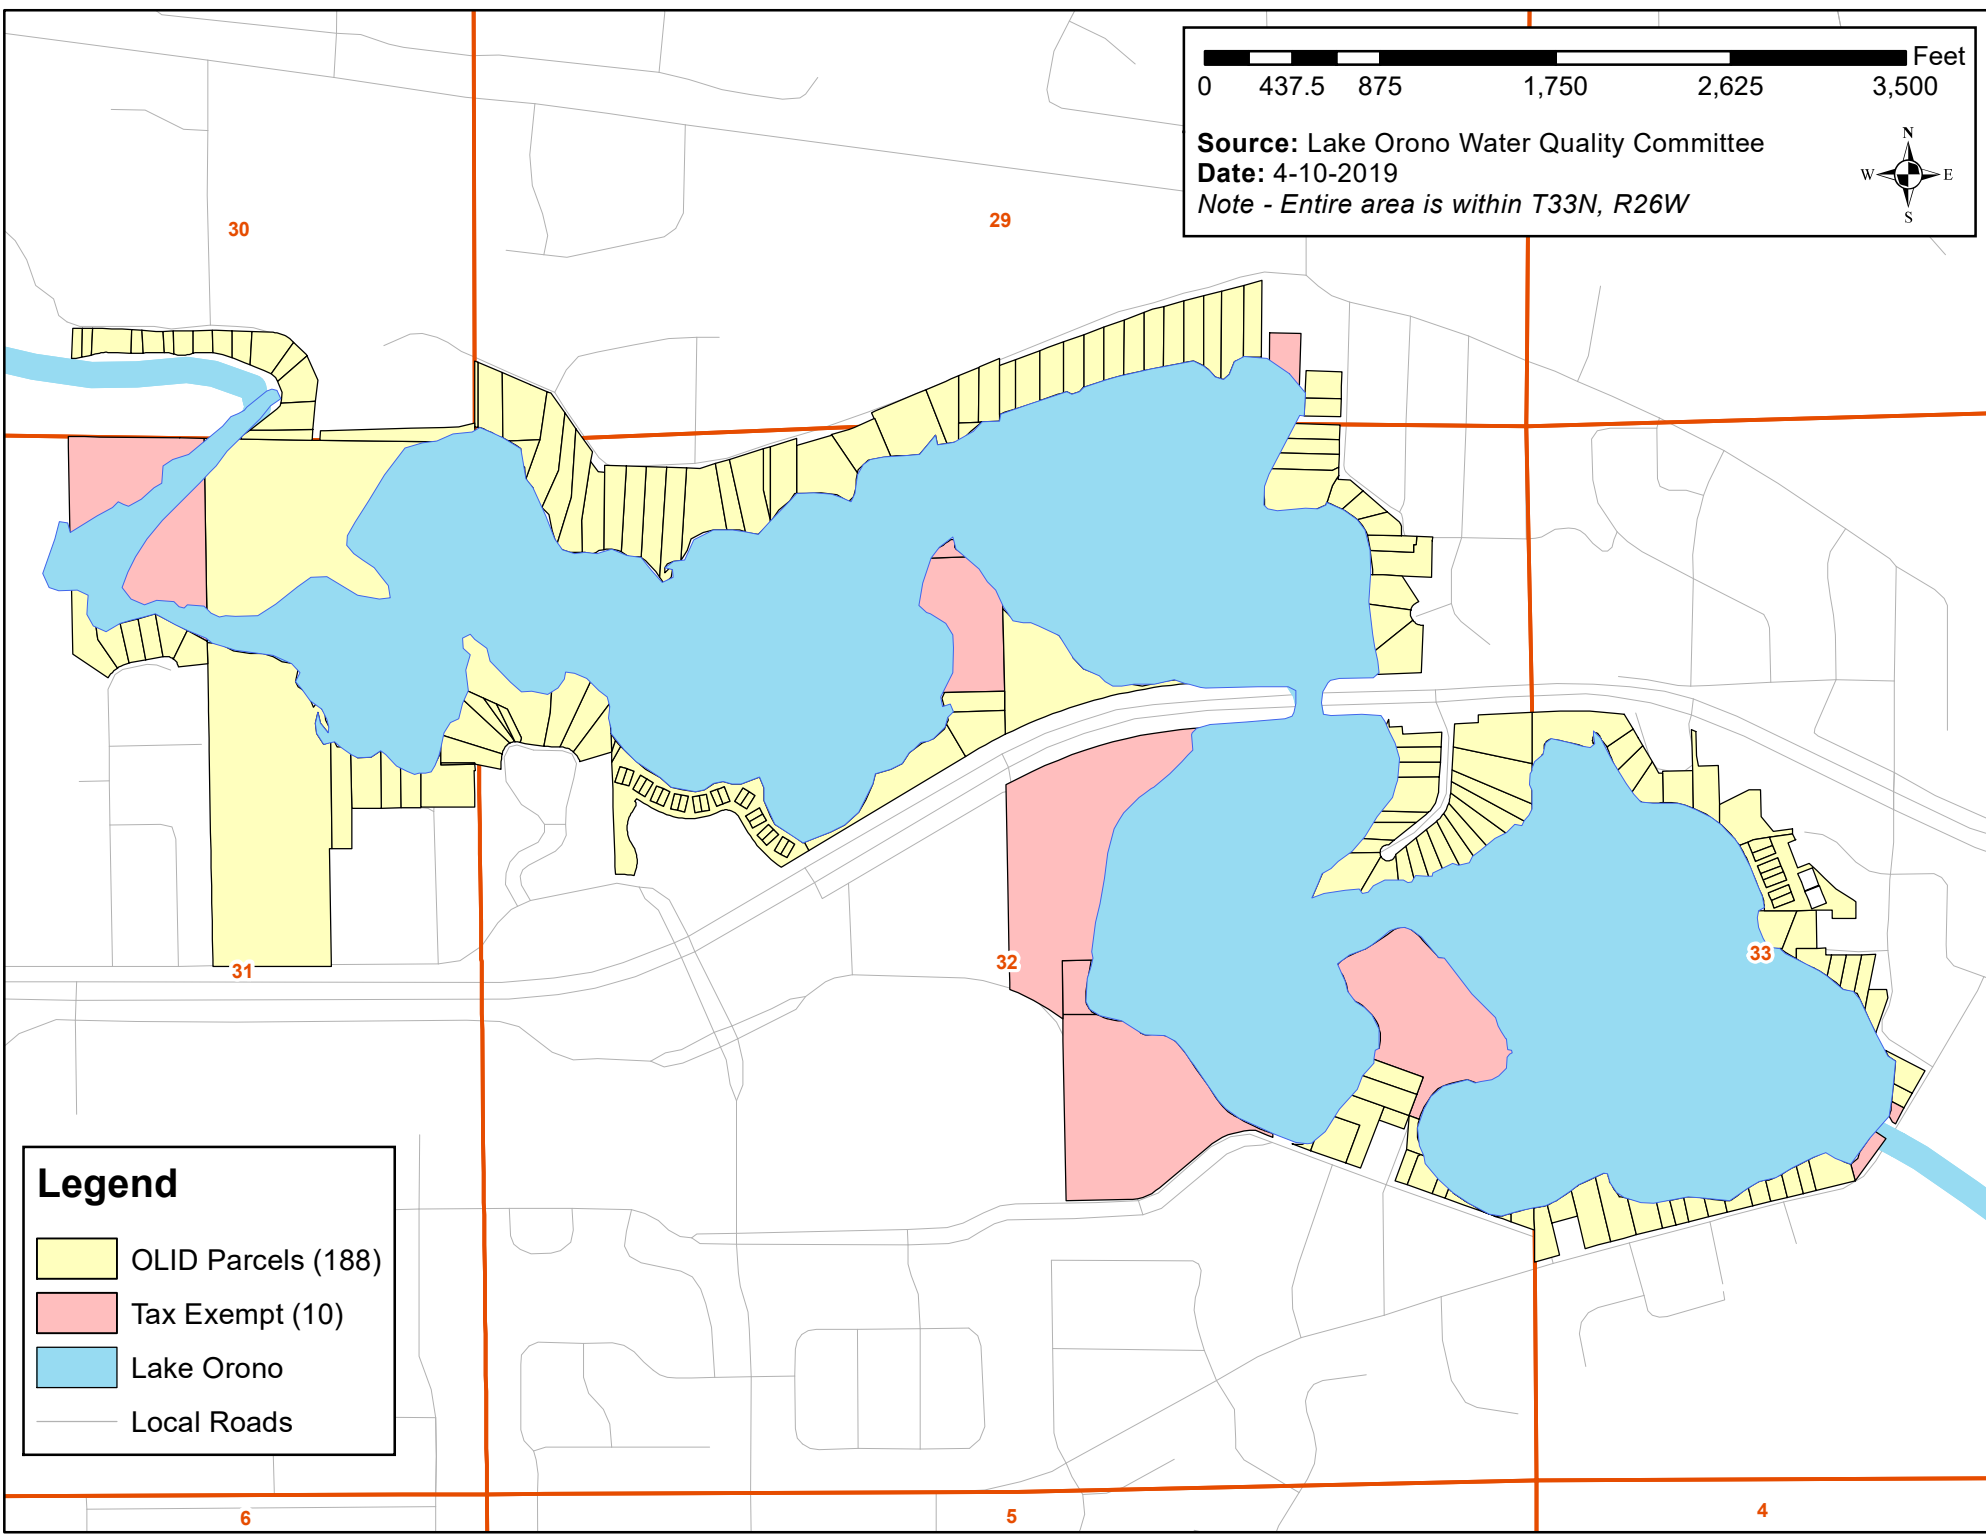 Feet
0 437.5 875 1,750 2,625 3,500
Source: Lake Orono Water Quality Committee
Date: 4-10-2019
Note - Entire area is within T33N, R26W
N
W E
S
30
29
31
32
33
Legend
OLID Parcels (188)
Tax Exempt (10)
Lake Orono
Local Roads
6
5
4